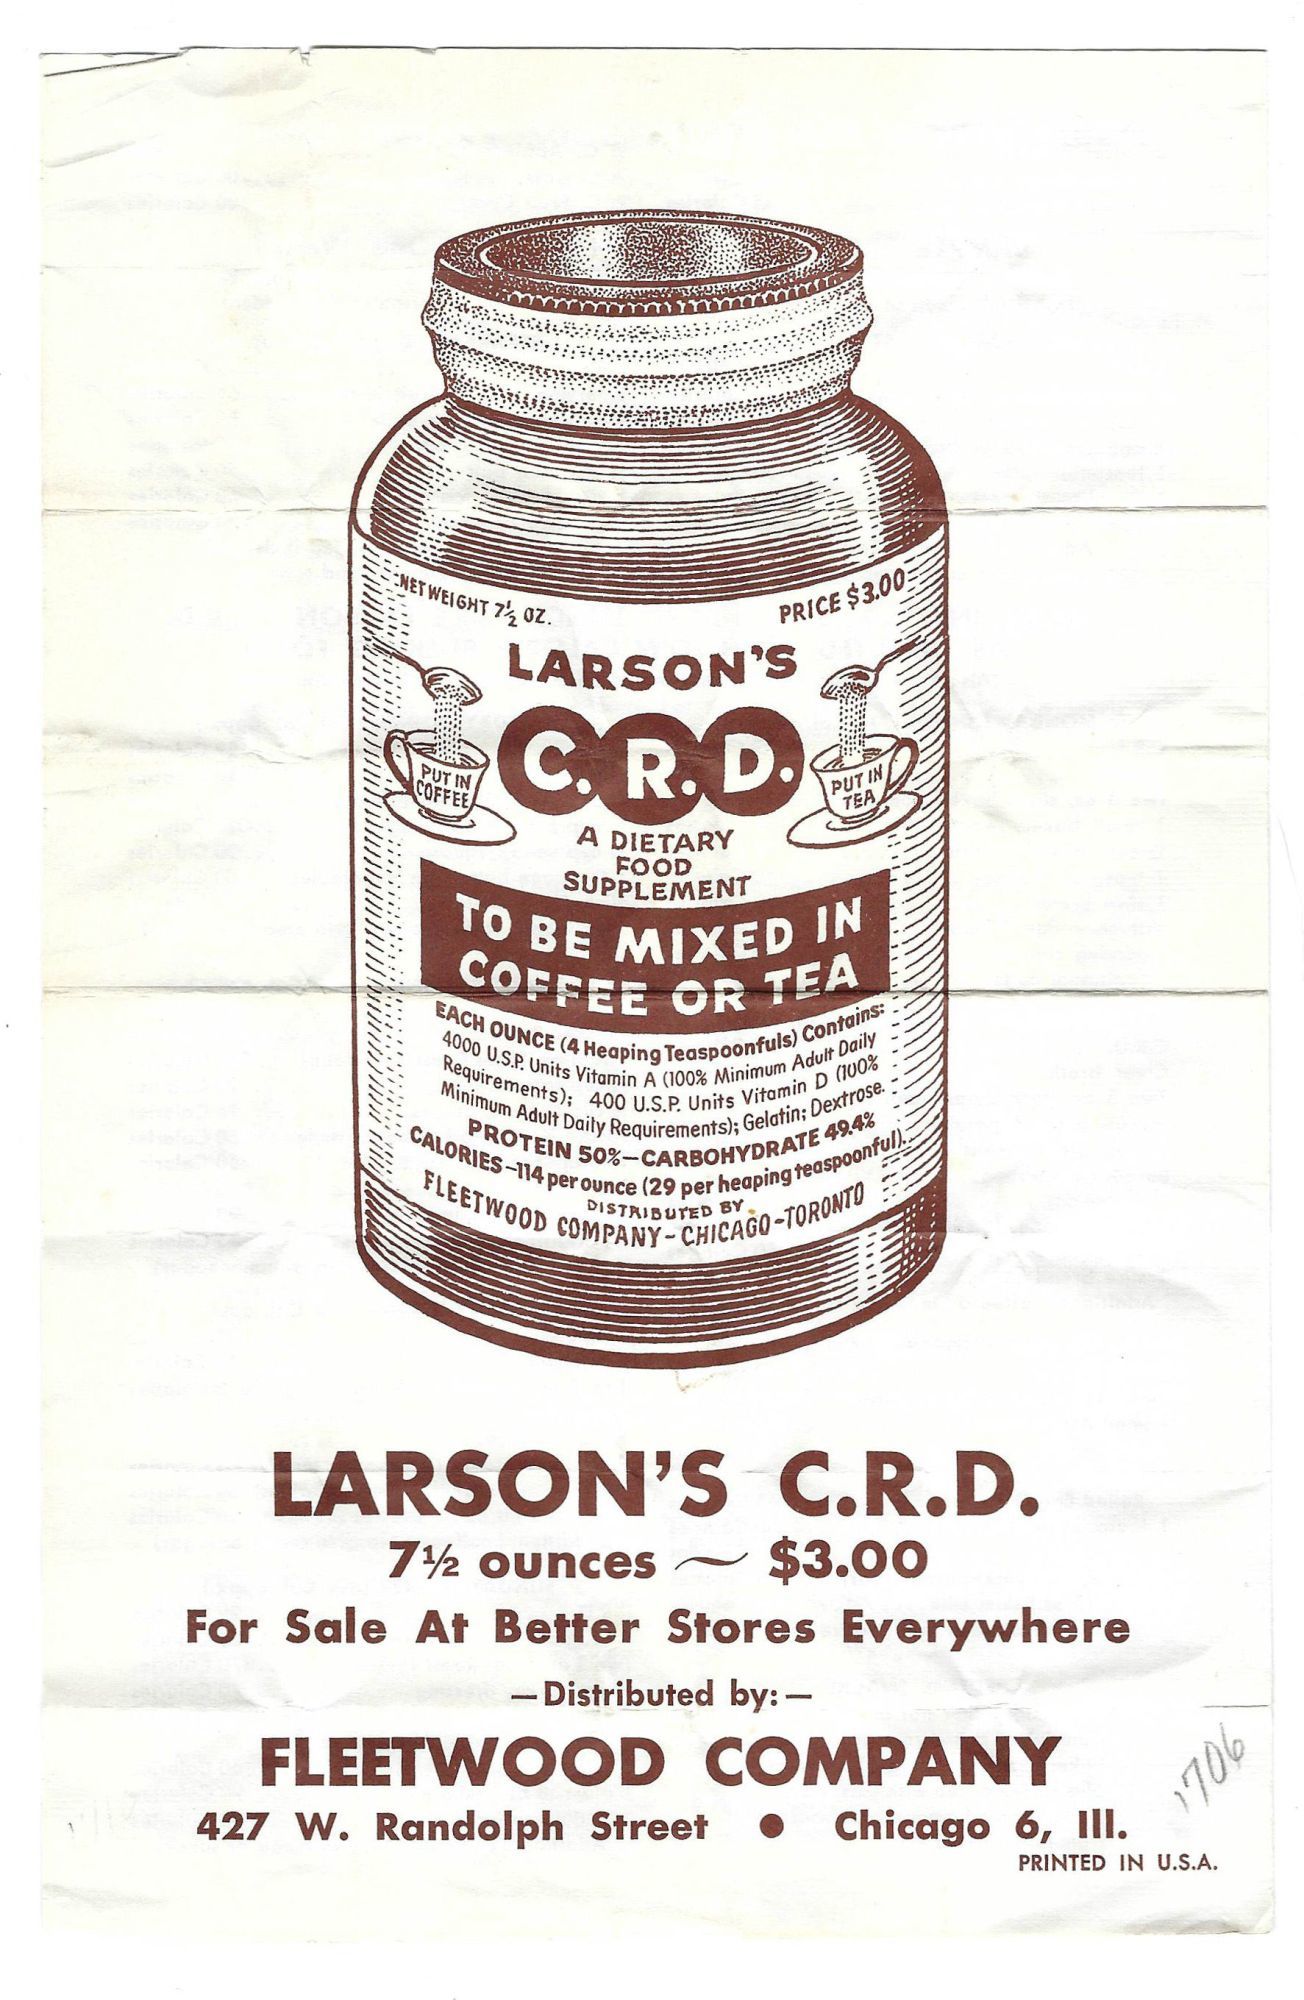 NET WEIGHT 7½ OZ.
PRICE $3.00
LARSON'S
C.R.D.
PUT IN
COFFEE
PUT IN
TEA
A DIETARY
FOOD
SUPPLEMENT
TO BE MIXED IN
COFFEE OR TEA
EACH OUNCE (4 Heaping Teaspoonfuls) Contains:
4000 U.S.P. Units Vitamin A (100% Minimum Adult Daily
Requirements); 400 U.S.P. Units Vitamin D (100%
Minimum Adult Daily Requirements); Gelatin; Dextrose.
PROTEIN 50%—CARBOHYDRATE 49.4%
CALORIES—114 per ounce (29 per heaping teaspoonful).
DISTRIBUTED BY
FLEETWOOD COMPANY-CHICAGO-TORONTO
LARSON'S C.R.D.
7½ ounces ~ $3.00
For Sale At Better Stores Everywhere
—Distributed by:—
FLEETWOOD COMPANY
427 W. Randolph Street • Chicago 6, Ill.
PRINTED IN U.S.A.
1706